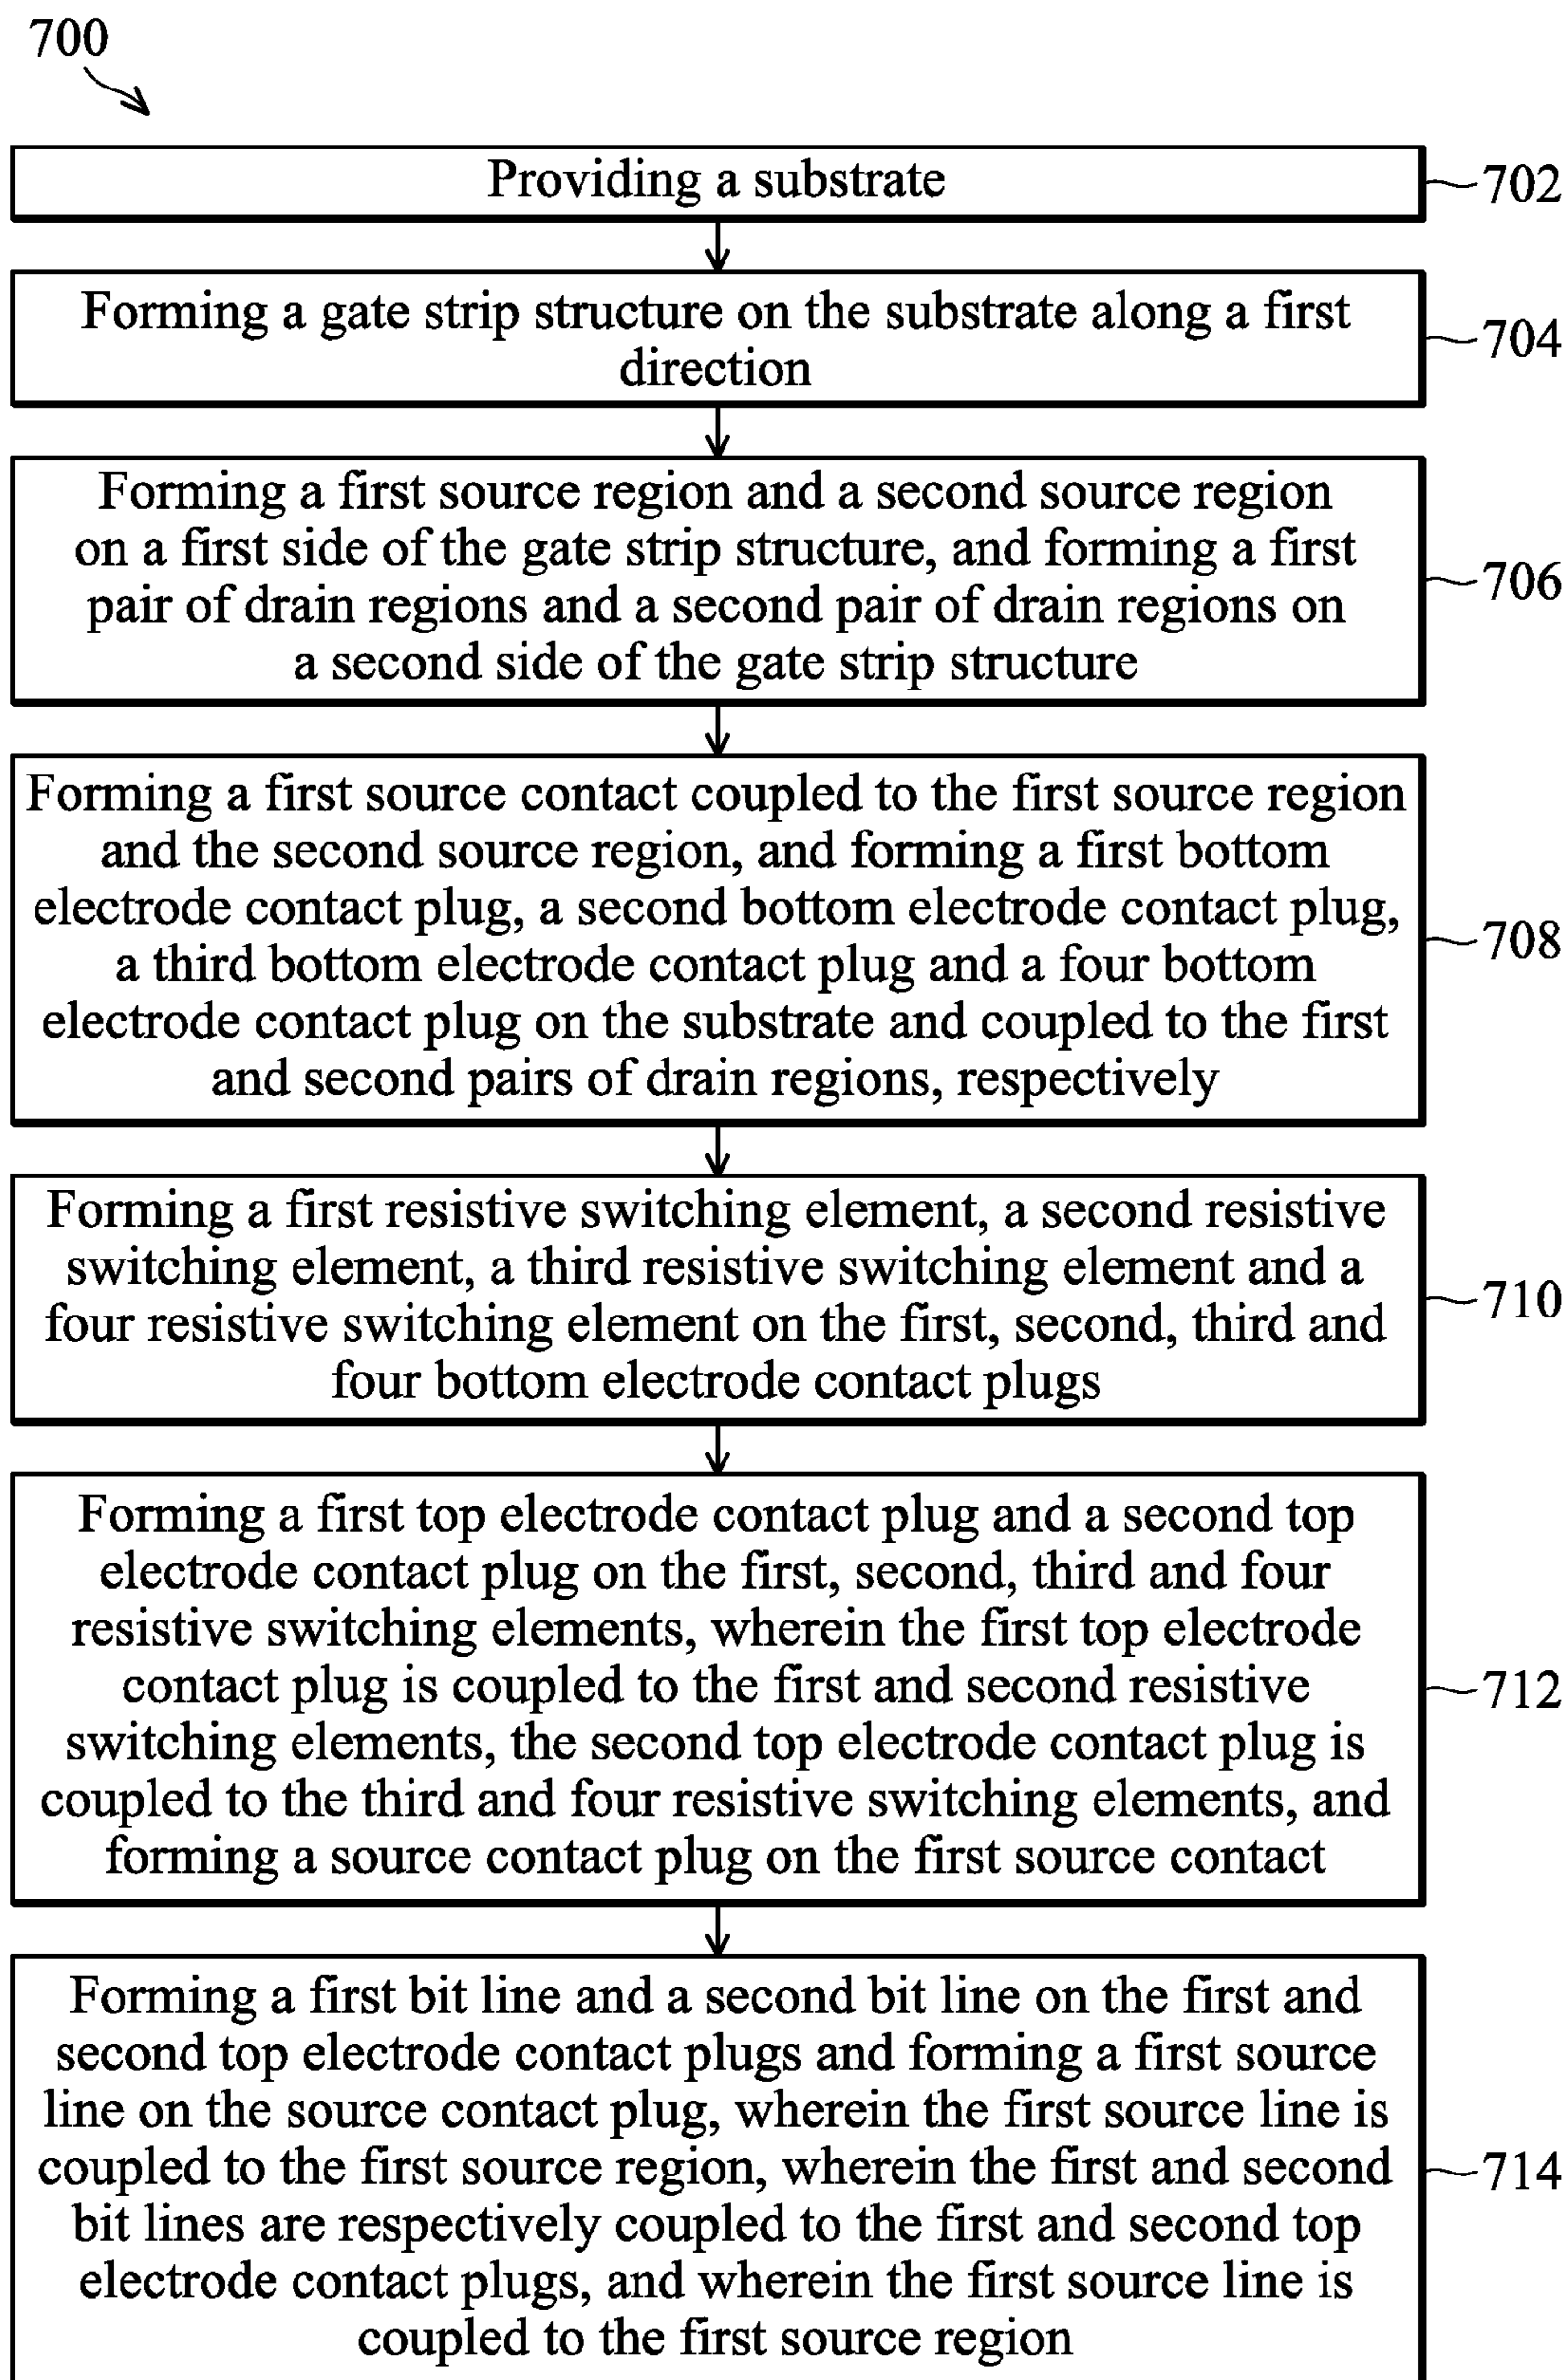 700
Providing a substrate
702
Forming a gate strip structure on the substrate along a first
direction
704
Forming a first source region and a second source region
on a first side of the gate strip structure, and forming a first
pair of drain regions and a second pair of drain regions on
a second side of the gate strip structure
706
Forming a first source contact coupled to the first source region
and the second source region, and forming a first bottom
electrode contact plug, a second bottom electrode contact plug,
a third bottom electrode contact plug and a four bottom
electrode contact plug on the substrate and coupled to the first
and second pairs of drain regions, respectively
708
Forming a first resistive switching element, a second resistive
switching element, a third resistive switching element and a
four resistive switching element on the first, second, third and
four bottom electrode contact plugs
710
Forming a first top electrode contact plug and a second top
electrode contact plug on the first, second, third and four
resistive switching elements, wherein the first top electrode
contact plug is coupled to the first and second resistive
switching elements, the second top electrode contact plug is
coupled to the third and four resistive switching elements, and
forming a source contact plug on the first source contact
712
Forming a first bit line and a second bit line on the first and
second top electrode contact plugs and forming a first source
line on the source contact plug, wherein the first source line is
coupled to the first source region, wherein the first and second
bit lines are respectively coupled to the first and second top
electrode contact plugs, and wherein the first source line is
coupled to the first source region
714